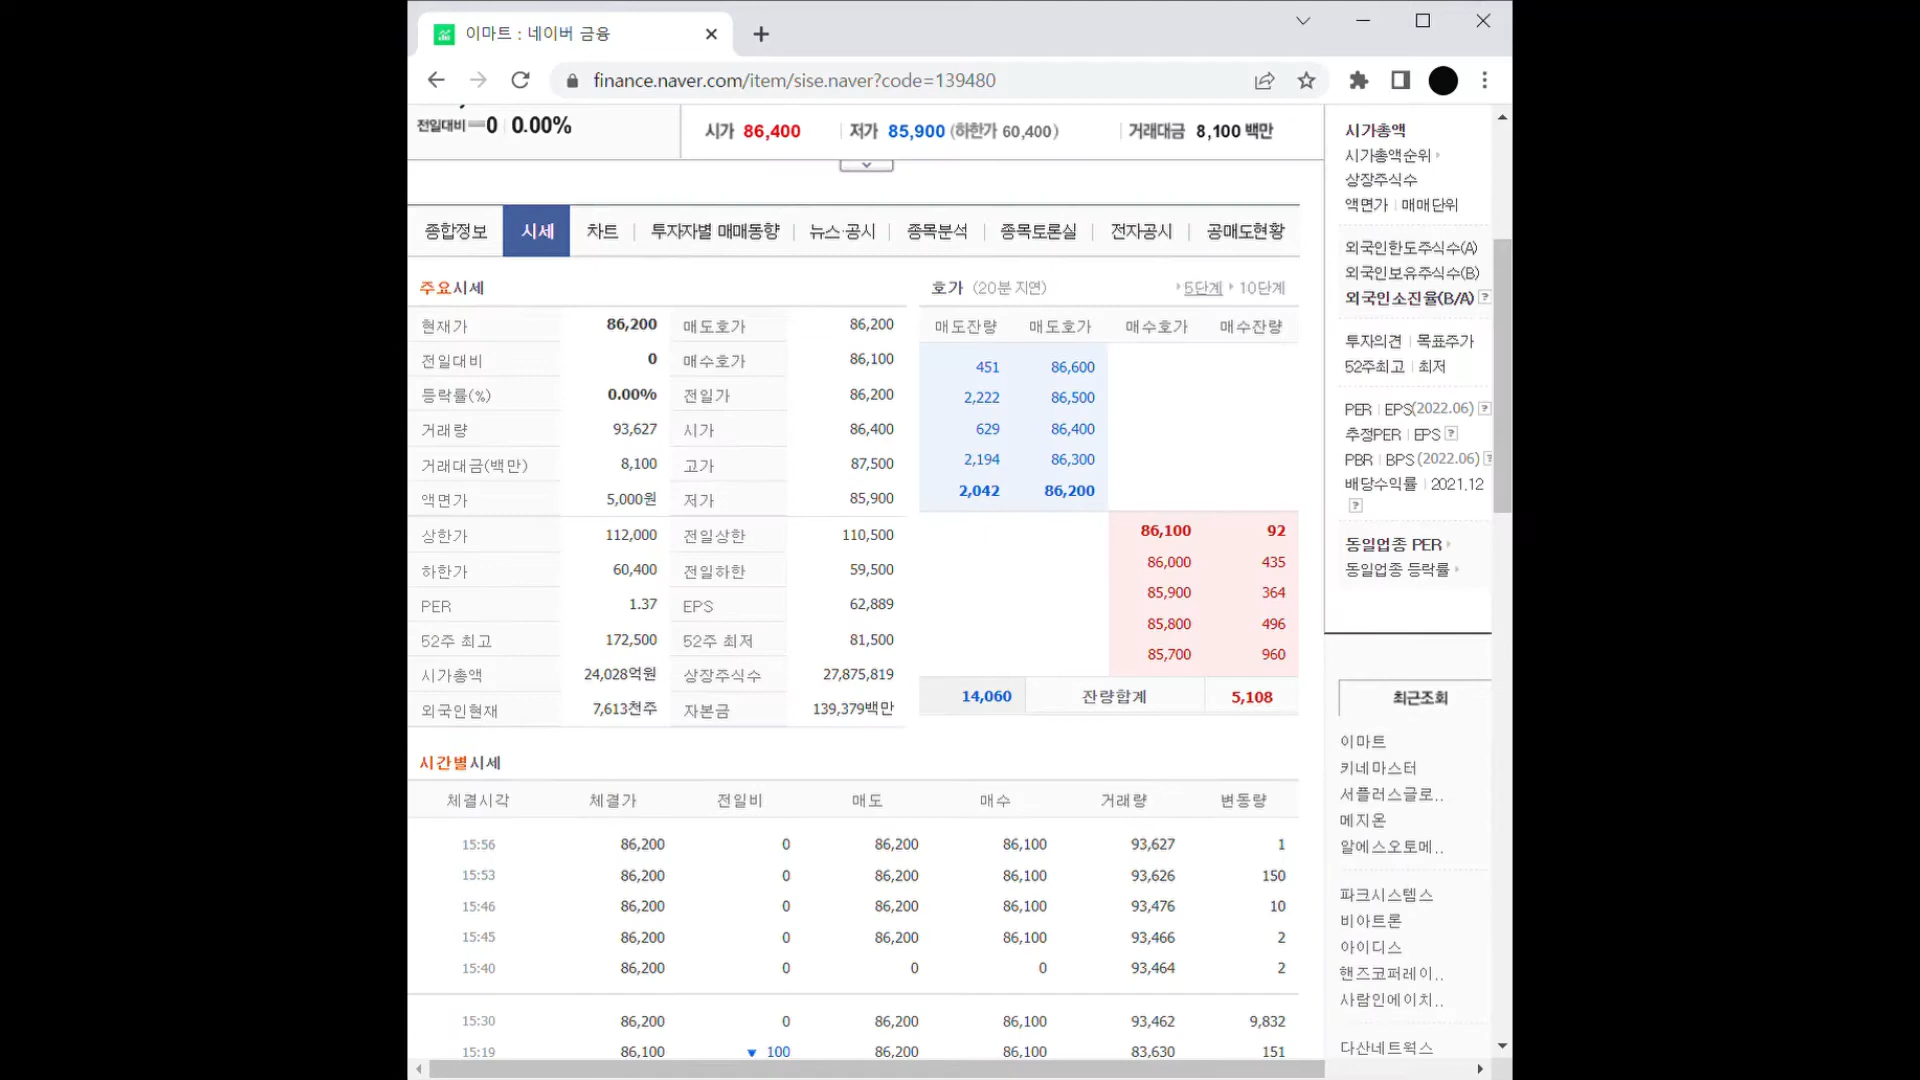 이마트 : 네이버 금융
finance.naver.com/item/sise.naver?code=139480
전일대비 0 0.00%
시가 86,400 저가 85,900 (하한가 60,400) 거래대금 8,100 백만
종합정보 시세 차트 투자자별 매매동향 뉴스·공시 종목분석 종목토론실 전자공시 공매도현황
주요시세
현재가 86,200 매도호가 86,200
전일대비 0 매수호가 86,100
등락률(%) 0.00% 전일가 86,200
거래량 93,627 시가 86,400
거래대금(백만) 8,100 고가 87,500
액면가 5,000원 저가 85,900
상한가 112,000 전일상한 110,500
하한가 60,400 전일하한 59,500
PER 1.37 EPS 62,889
52주 최고 172,500 52주 최저 81,500
시가총액 24,028억원 상장주식수 27,875,819
외국인현재 7,613천주 자본금 139,379백만
호가 (20분 지연) 5단계 10단계
매도잔량 매도호가 매수호가 매수잔량
451 86,600
2,222 86,500
629 86,400
2,194 86,300
2,042 86,200
86,100 92
86,000 435
85,900 364
85,800 496
85,700 960
14,060 잔량합계 5,108
시간별시세
체결시각 체결가 전일비 매도 매수 거래량 변동량
15:56 86,200 0 86,200 86,100 93,627 1
15:53 86,200 0 86,200 86,100 93,626 150
15:46 86,200 0 86,200 86,100 93,476 10
15:45 86,200 0 86,200 86,100 93,466 2
15:40 86,200 0 0 0 93,464 2
15:30 86,200 0 86,200 86,100 93,462 9,832
15:19 86,100 ▼ 100 86,200 86,100 83,630 151
시가총액
시가총액순위
상장주식수
액면가 | 매매단위
외국인한도주식수(A)
외국인보유주식수(B)
외국인소진율(B/A) ?
투자의견 | 목표주가
52주최고 | 최저
PER | EPS(2022.06) ?
추정PER | EPS ?
PBR | BPS (2022.06) ?
배당수익률 | 2021.12
?
동일업종 PER
동일업종 등락률
최근조회
이마트
키네마스터
서플러스글로..
메지온
알에스오토메..
파크시스템스
비아트론
아이디스
핸즈코퍼레이..
사람인에이치..
다산네트웍스